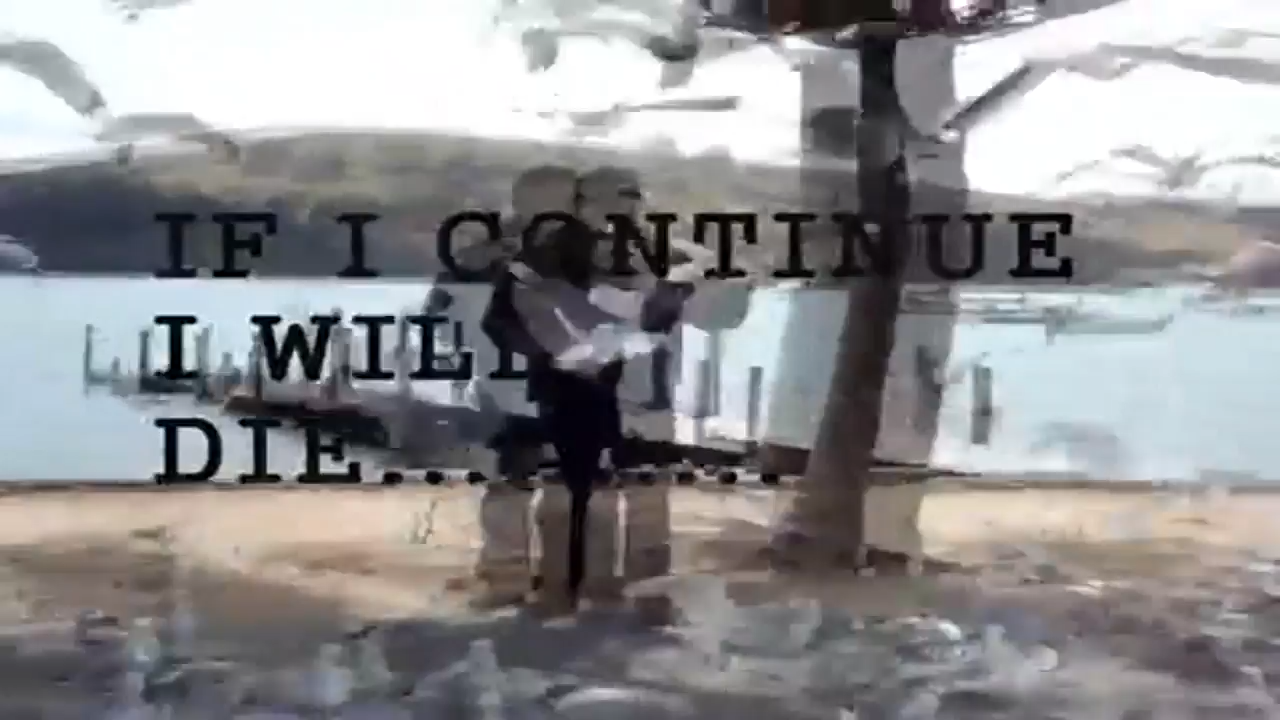 IF I CONTINUE
I WILL
DIE..........